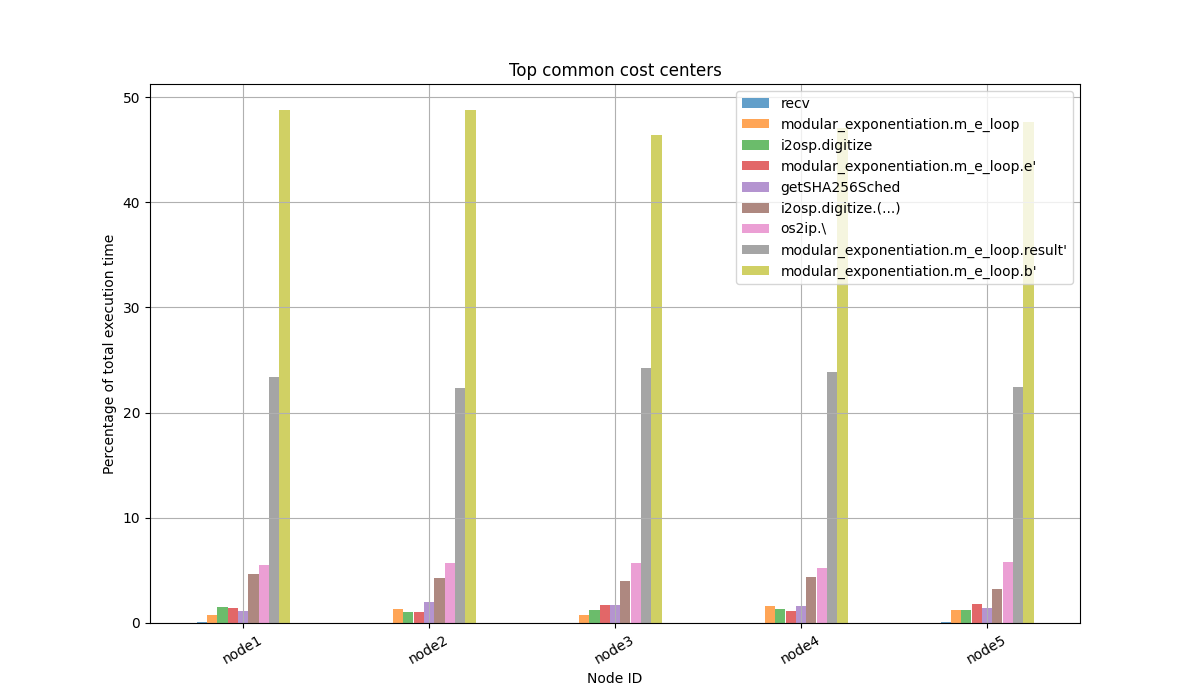 Top common cost centers
Percentage of total execution time
50
40
30
20
10
0
recv
modular_exponentiation.m_e_loop
i2osp.digitize
modular_exponentiation.m_e_loop.e'
getSHA256Sched
i2osp.digitize.(...)
os2ip.\
modular_exponentiation.m_e_loop.result'
modular_exponentiation.m_e_loop.b'
node1
node2
node3
node4
node5
Node ID